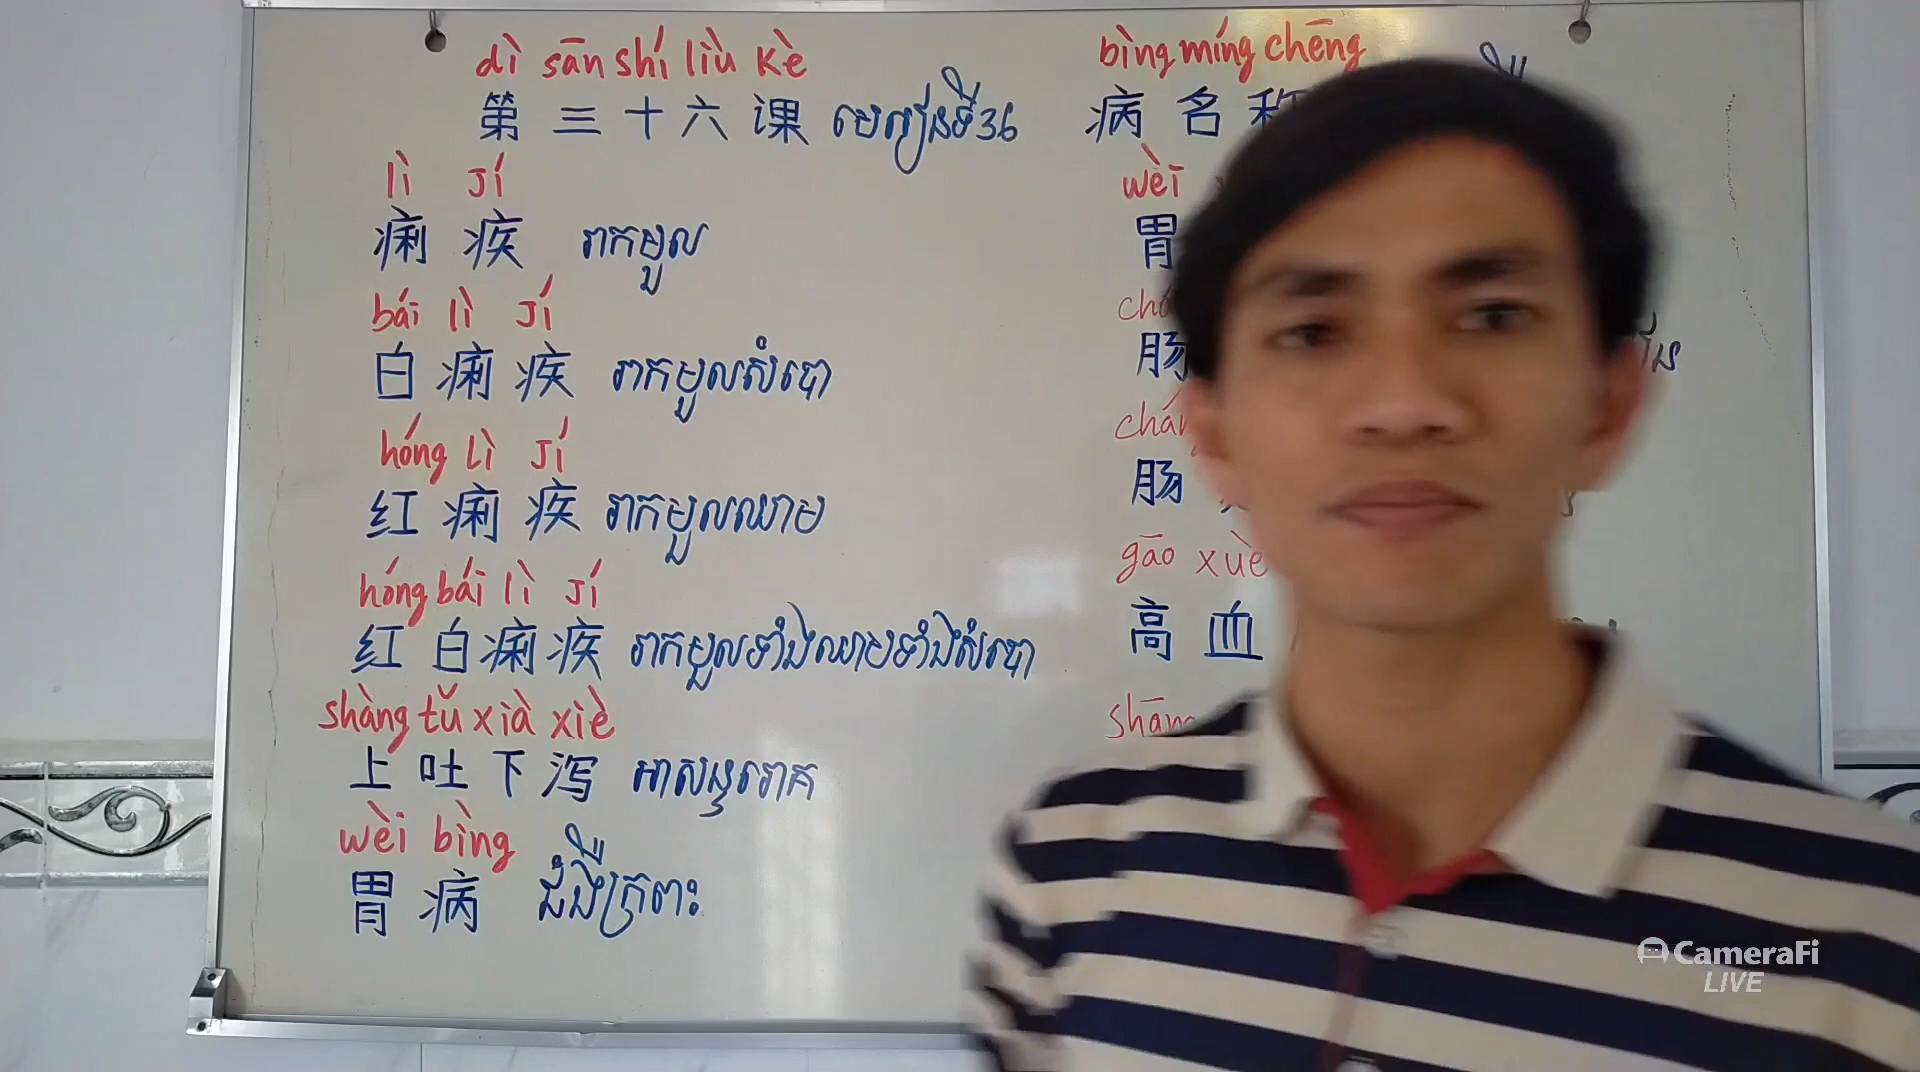 dì sān shí liù kè
第 三 十 六 课 មេរៀនទី36
lì jí
痢 疾 រាកមួល
bái lì jí
白 痢 疾 រាកមួលសំបោ
hóng lì jí
红 痢 疾 រាកមួលឈាម
hóng bái lì jí
红 白 痢 疾 រាកមួលទាំងឈាមទាំងសំបោ
shàng tǔ xià xiè
上 吐 下 泻 អាសន្នរោគ
wèi bìng
胃 病 ជំងឺក្រពះ
bìng míng chēng
病 名 称
wèi
胃
肠
肠
gāo xuè
高 血
CameraFi
LIVE